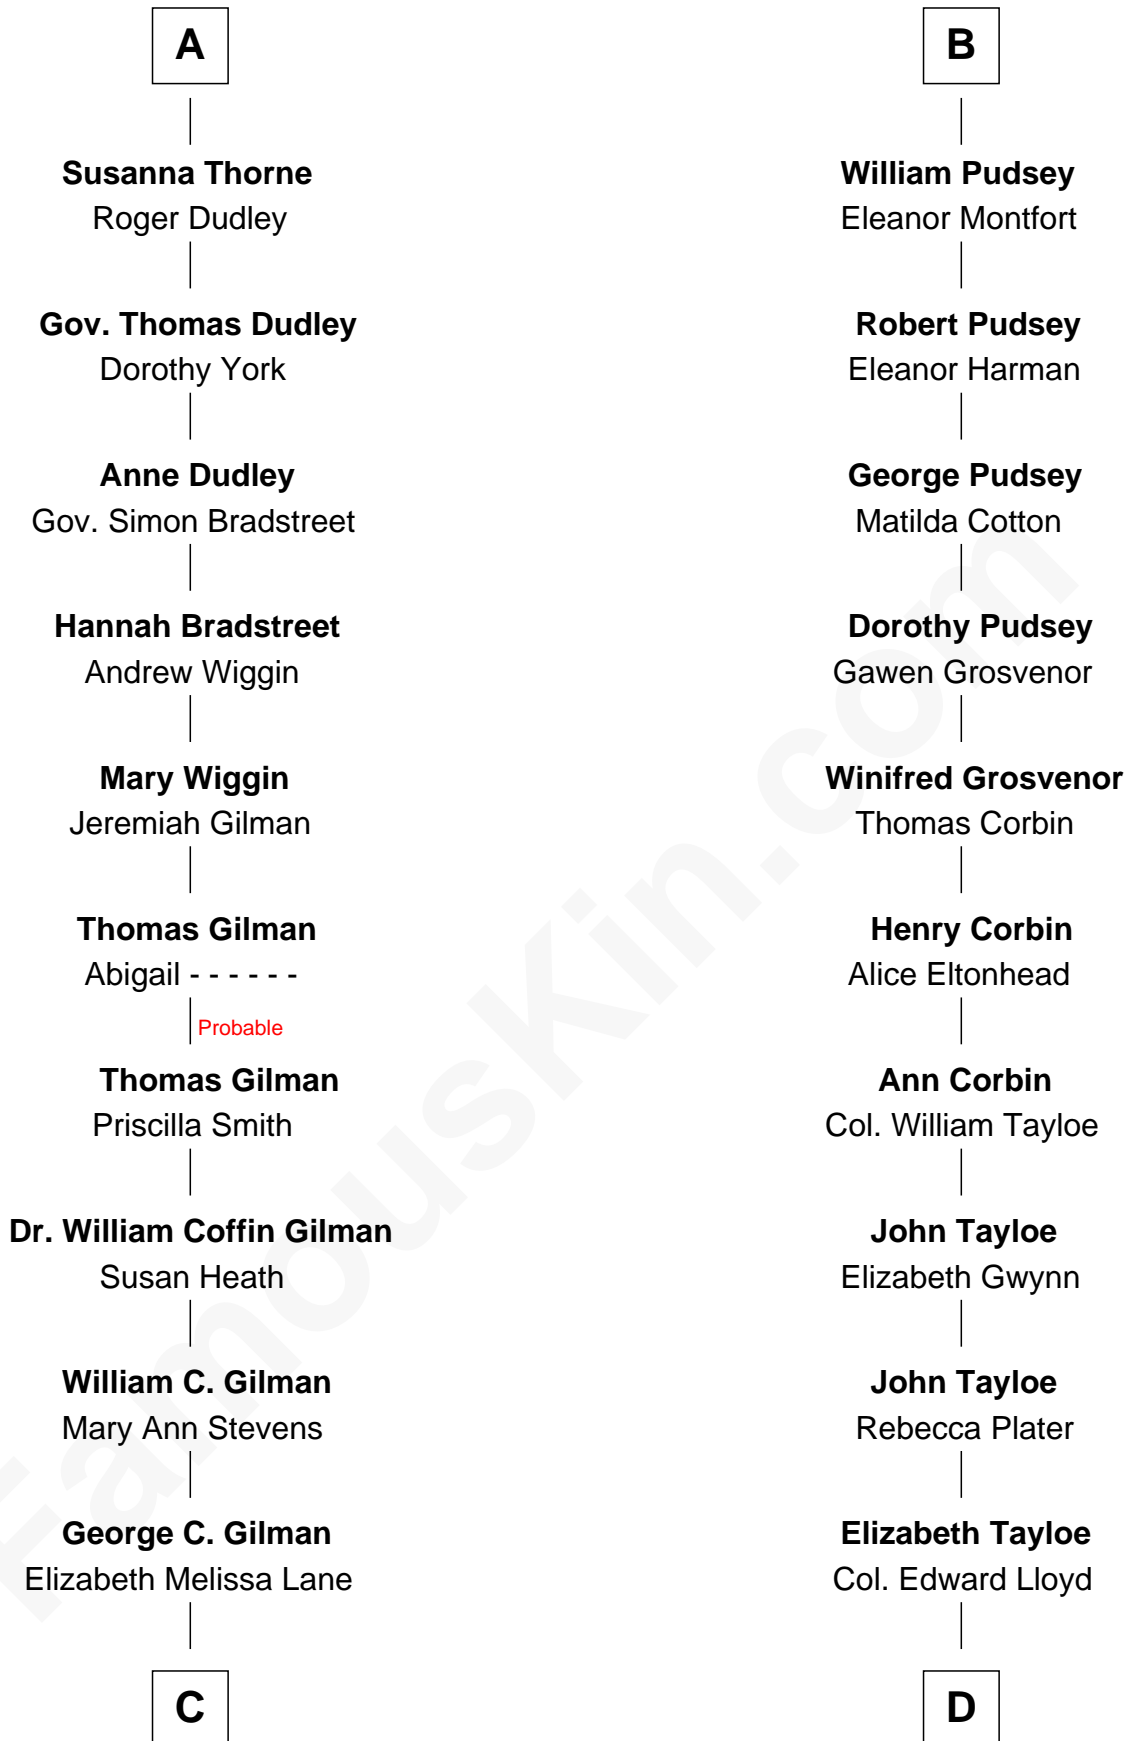 A
Susanna Thorne
Roger Dudley
Gov. Thomas Dudley
Dorothy York
Anne Dudley
Gov. Simon Bradstreet
Hannah Bradstreet
Andrew Wiggin
Mary Wiggin
Jeremiah Gilman
Thomas Gilman
Abigail - - - - - -
Probable
Thomas Gilman
Priscilla Smith
Dr. William Coffin Gilman
Susan Heath
William C. Gilman
Mary Ann Stevens
George C. Gilman
Elizabeth Melissa Lane
C
B
William Pudsey
Eleanor Montfort
Robert Pudsey
Eleanor Harman
George Pudsey
Matilda Cotton
Dorothy Pudsey
Gawen Grosvenor
Winifred Grosvenor
Thomas Corbin
Henry Corbin
Alice Eltonhead
Ann Corbin
Col. William Tayloe
John Tayloe
Elizabeth Gwynn
John Tayloe
Rebecca Plater
Elizabeth Tayloe
Col. Edward Lloyd
D
FamousKin.com